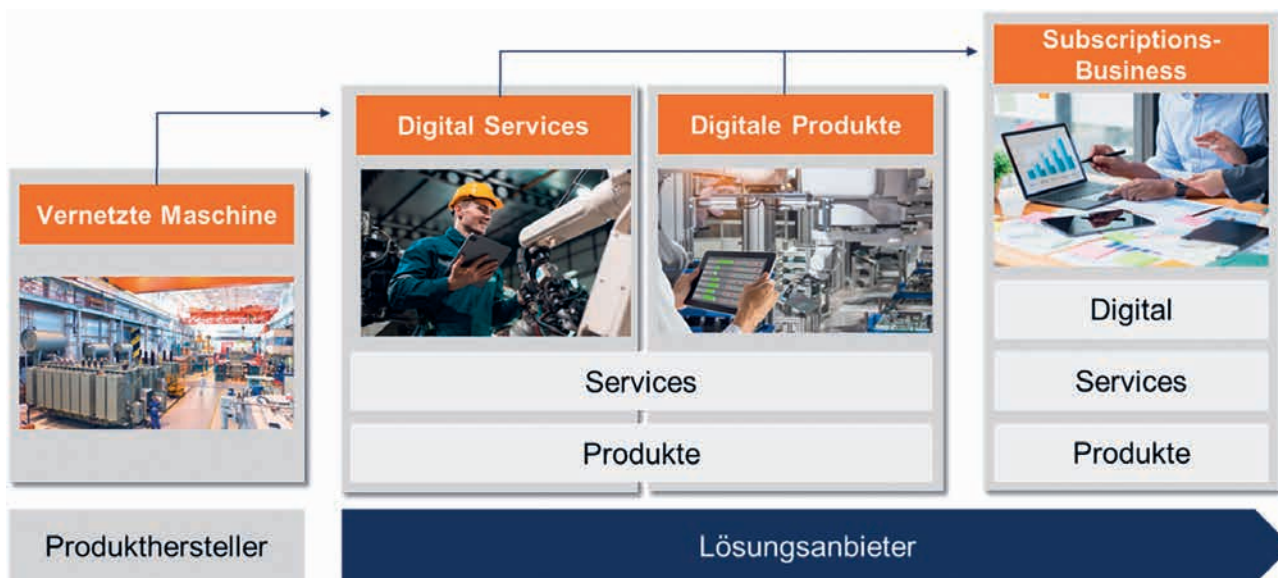 Vernetzte Maschine
Digital Services
Digitale Produkte
Subscriptions-
Business
Services
Produkte
Digital
Services
Produkte
Produkthersteller
Lösungsanbieter